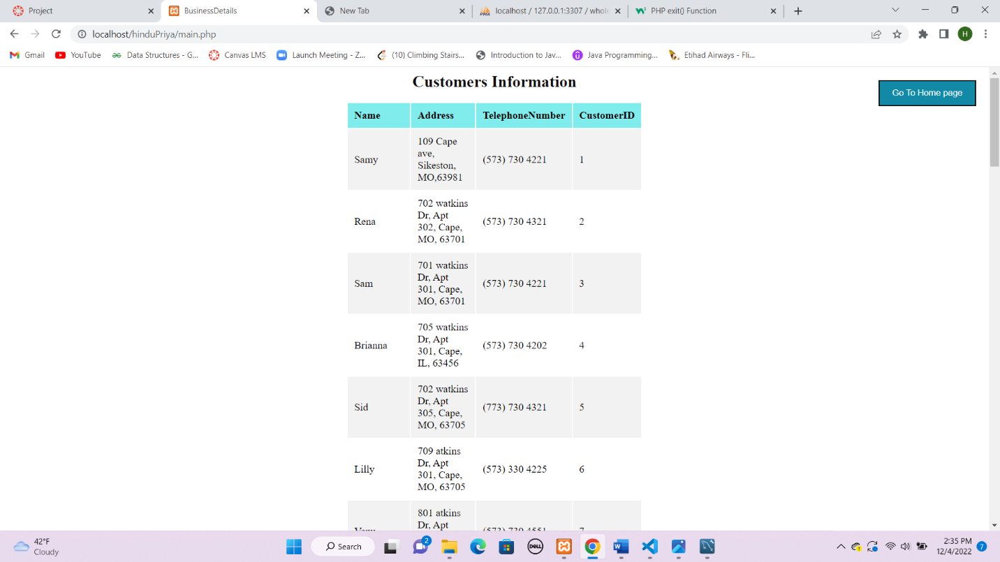 Project
BusinessDetails
New Tab
localhost / 127.0.0.1:3307 / whole
PHP exit() Function
localhost/hinduPriya/main.php
H
Gmail
YouTube
Data Structures - G...
Canvas LMS
Launch Meeting - Z...
(10) Climbing Stairs...
Introduction to Jav...
Java Programming...
Etihad Airways - Fli...
Customers Information
Go To Home page
Name Address TelephoneNumber CustomerID
109 Cape
ave,
Sikeston,
MO,63981
Samy (573) 730 4221 1
702 watkins
Dr, Apt
302, Cape,
MO, 63701
Rena (573) 730 4321 2
701 watkins
Dr, Apt
301, Cape,
MO, 63701
Sam (573) 730 4221 3
705 watkins
Dr, Apt
301, Cape,
IL, 63456
Brianna (573) 730 4202 4
702 watkins
Dr, Apt
305, Cape,
MO, 63705
Sid (773) 730 4321 5
709 atkins
Dr, Apt
301, Cape,
MO, 63705
Lilly (573) 330 4225 6
801 atkins
Dr, Apt
(573) 730 4551 7
42°F
Cloudy
Search
2
DELL
2:35 PM
12/4/2022
7